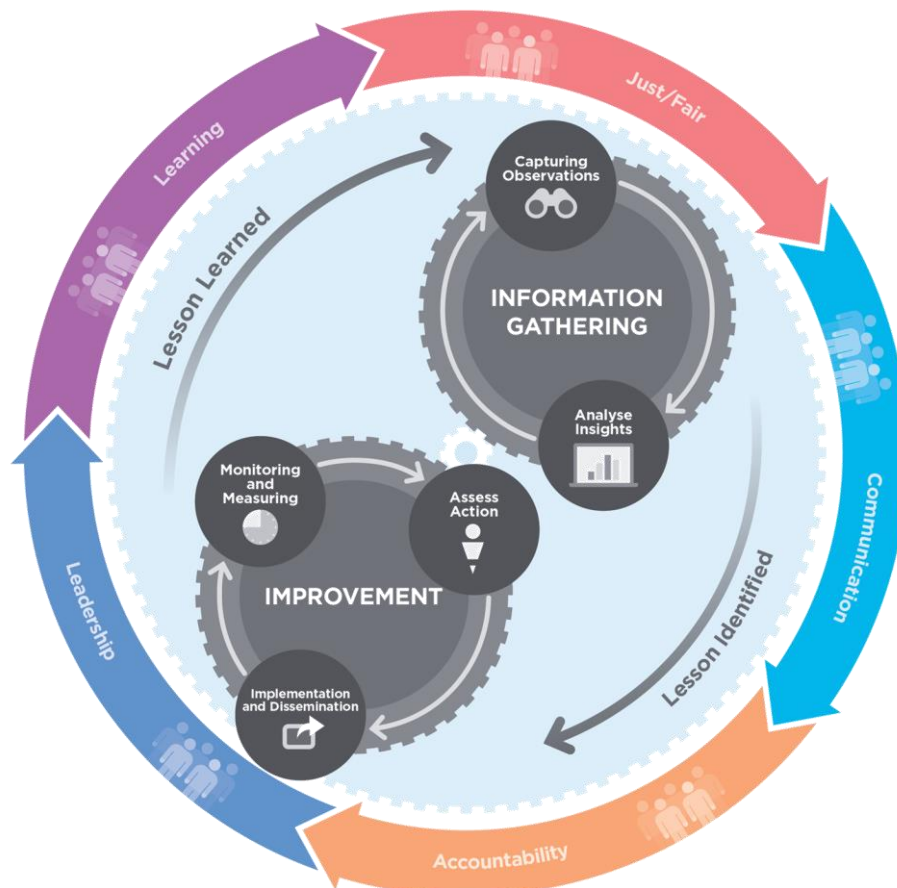 Just/Fair
Learning
Capturing
Observations
Lesson Learned
INFORMATION
GATHERING
Analyse
Insights
Monitoring
and
Measuring
Assess
Action
Communication
IMPROVEMENT
Lesson Identified
Leadership
Implementation
and Dissemination
Accountability